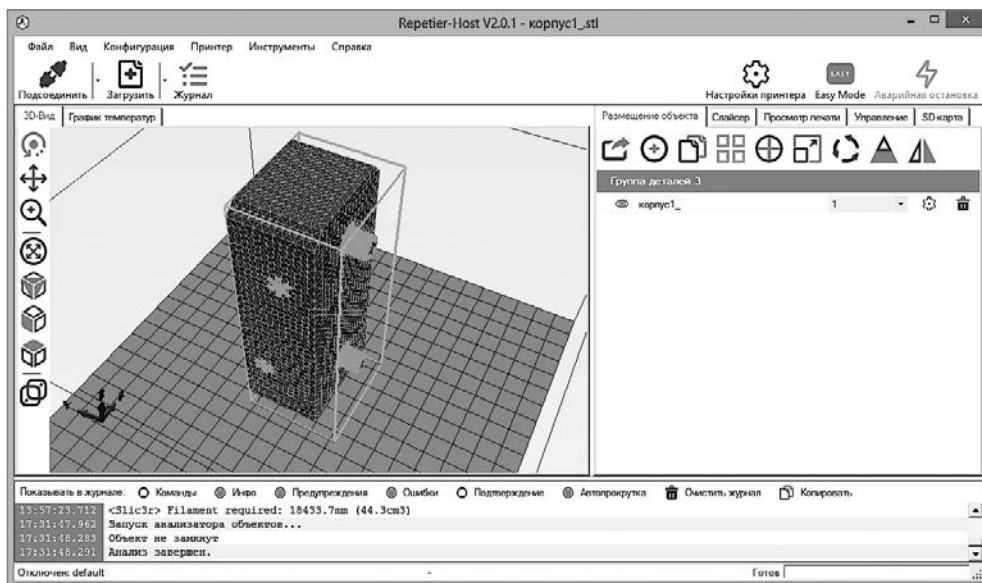 Repetier-Host V2.0.1 - корпус1_.stl
Файл Вид Конфигурация Принтер Инструменты Справка
Подсоединить Загрузить Журнал Настройки принтера EASY Easy Mode Аварийная остановка
3D-Вид График температур Размещение объекта Слайсер Просмотр печати Управление SD-карта
Группа деталей 3
корпус1_ 1
Показывать в журнале: Команды Инфо Предупреждения Ошибки Подтверждение Автопрокрутка Очистить журнал Копировать
13:57:23.712 <Slic3r> Filament required: 18433.7mm (44.3cm3)
17:31:47.962 Запуск анализатора объектов...
17:31:48.283 Объект не замкнут
17:31:48.291 Анализ завершен.
Отключен: default - Готов